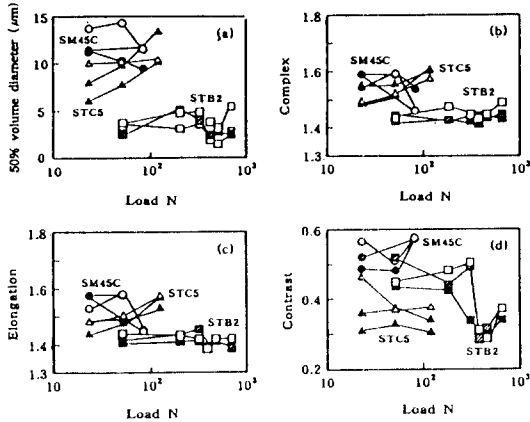 50% volume diameter (μm)
15
10
5
0
(a)
SM45C
STC5
STB2
10
10²
10³
Load N
Complex
1.8
1.6
1.4
1.3
(b)
SM45C
STC5
STB2
10
10²
10³
Load N
Elongation
1.8
1.6
1.4
1.3
(c)
SM45C
STC5
STB2
10
10²
10³
Load N
Contrast
0.6
0.4
0.2
(d)
SM45C
STC5
STB2
10
10²
10³
Load N